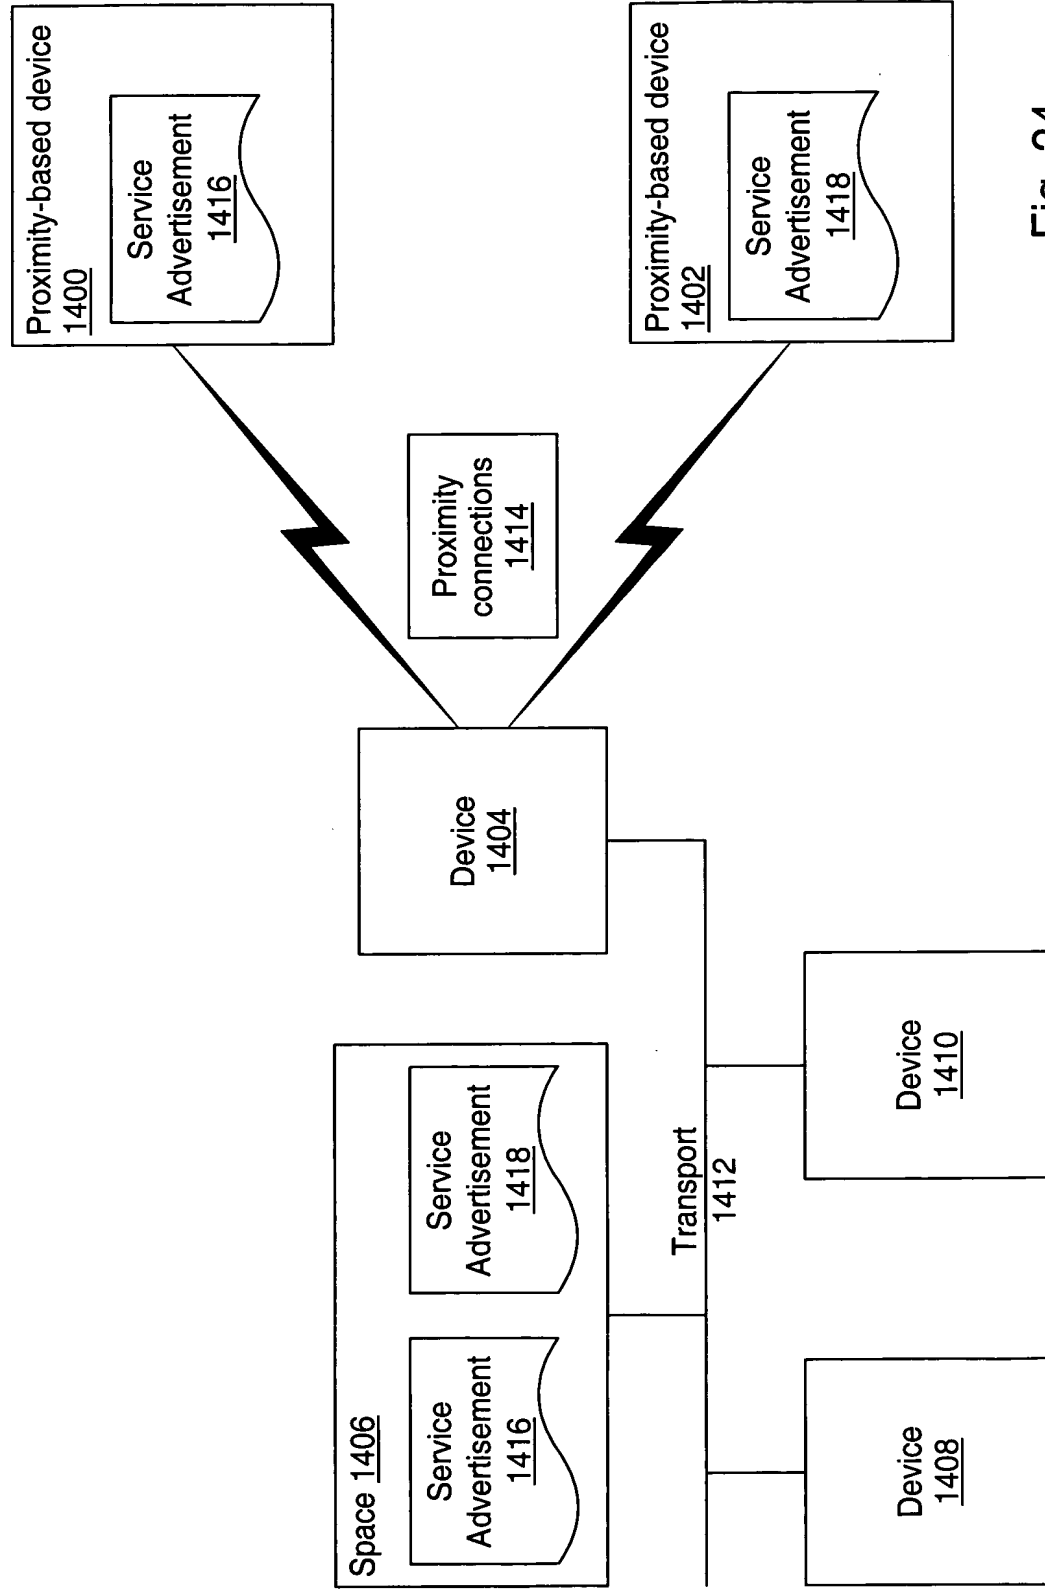 Proximity-based device
1400
Service
Advertisement
1416
Space 1406
Service
Advertisement
1416
Service
Advertisement
1418
Device
1404
Proximity
connections
1414
Proximity-based device
1402
Service
Advertisement
1418
Transport
1412
Device
1408
Device
1410
Fig.